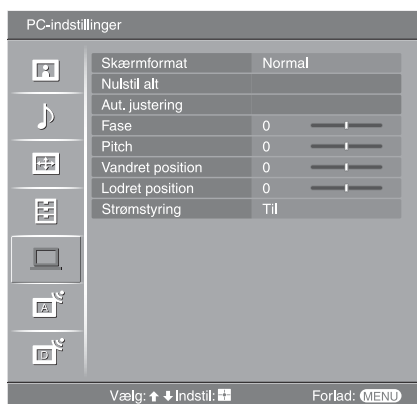 PC-indstillinger
Skærmformat Normal
Nulstil alt
Aut. justering
Fase 0
Pitch 0
Vandret position 0
Lodret position 0
Strømstyring Til
A
D
Vælg: Indstil: Forlad: MENU